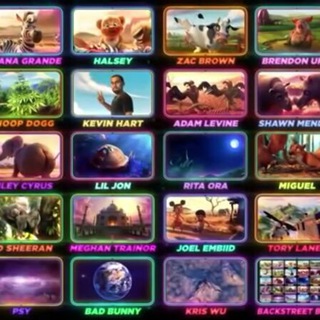 ANA GRANDE HALSEY ZAC BROWN BRENDON U
NOOP DOGG KEVIN HART ADAM LEVINE SHAWN MEN
LEY CYRUS LIL JON RITA ORA MIGUEL
D SHEERAN MEGHAN TRAINOR JOEL EMBIID TORY LANE
PSY BAD BUNNY KRIS WU BACKSTREET B